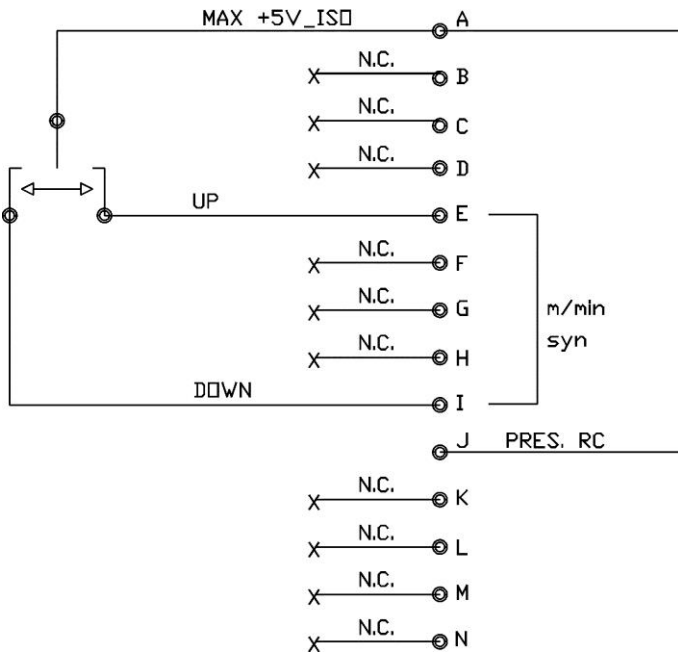 MAX +5V_ISO A
N.C. B
N.C. C
N.C. D
UP E
N.C. F
N.C. G
m/min
syn
N.C. H
DOWN I
J PRES. RC
N.C. K
N.C. L
N.C. M
N.C. N